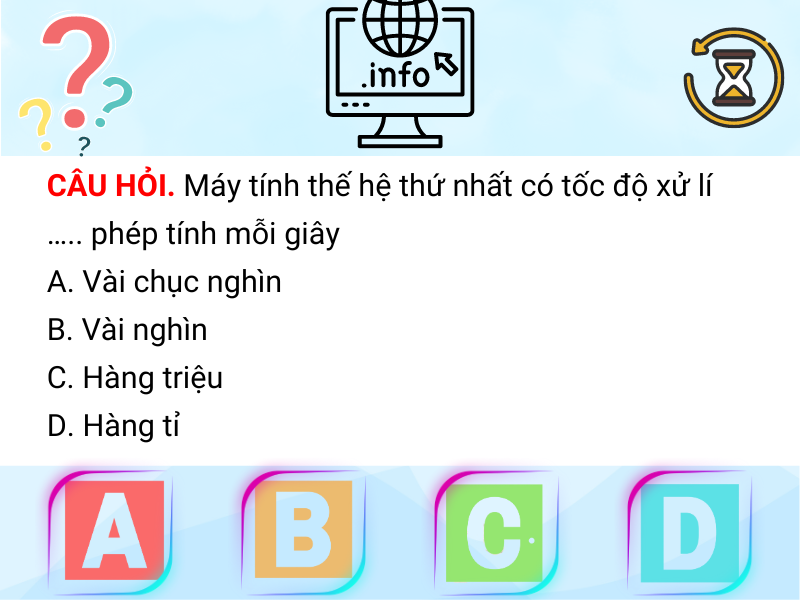 .info
CÂU HỎI. Máy tính thế hệ thứ nhất có tốc độ xử lí
….. phép tính mỗi giây
A. Vài chục nghìn
B. Vài nghìn
C. Hàng triệu
D. Hàng tỉ
A B C D